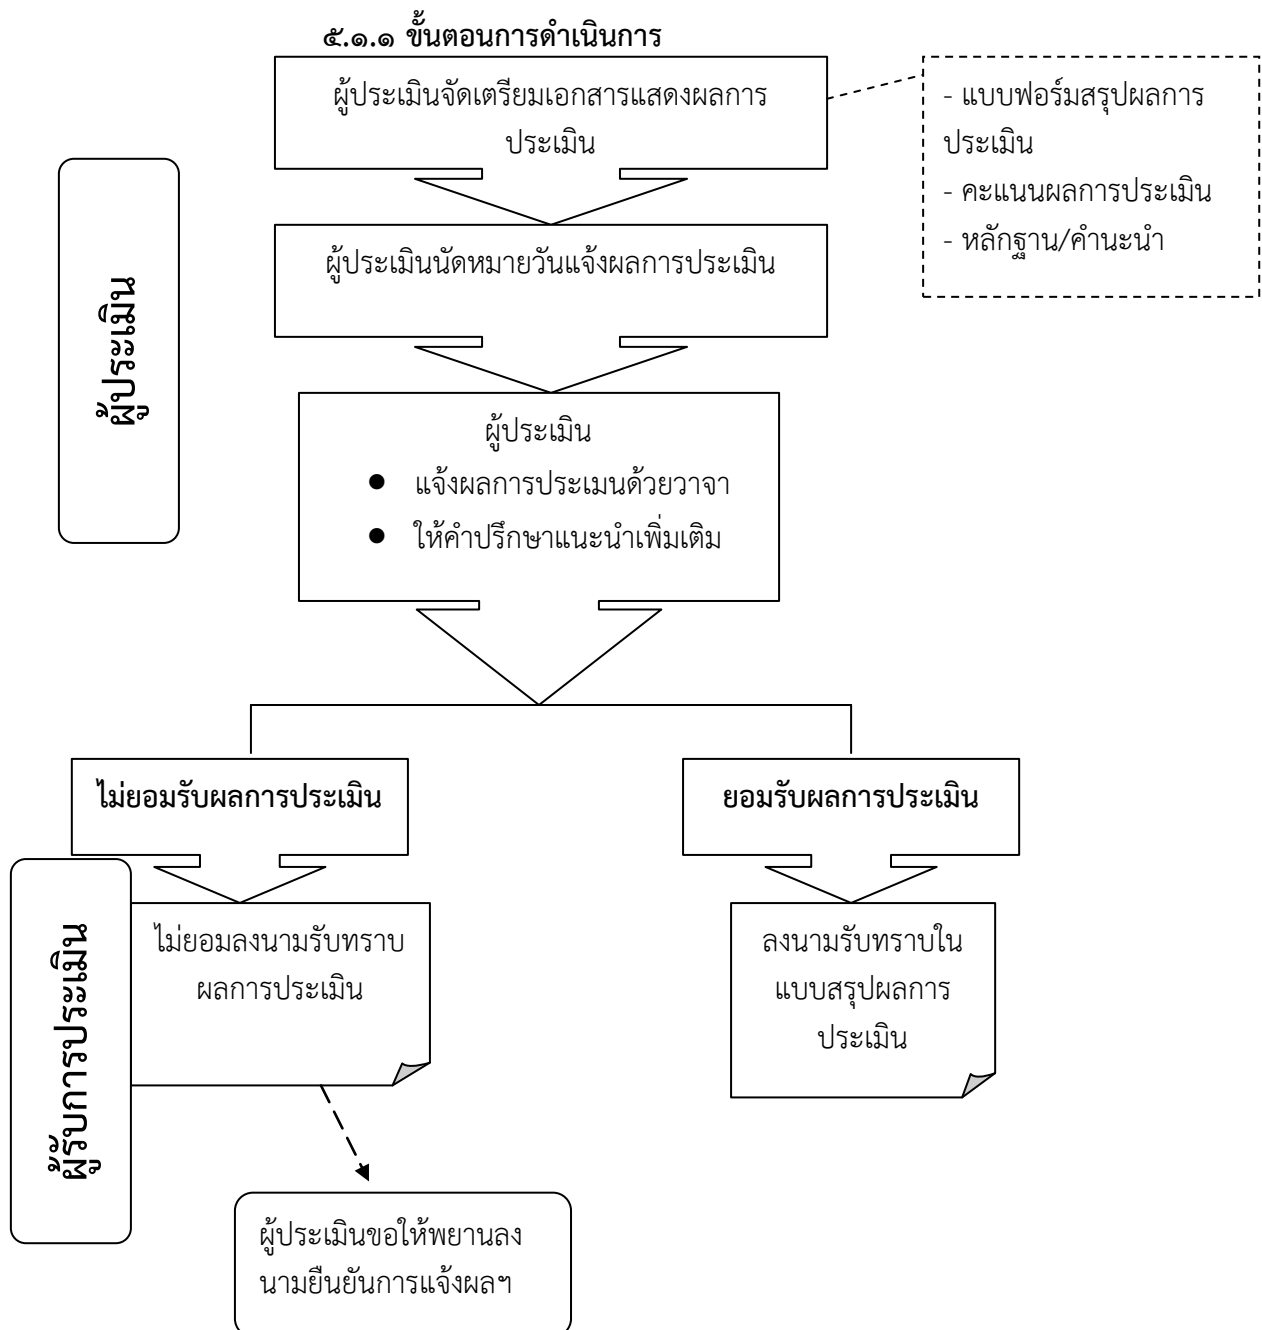 ๕.๑.๑ ขั้นตอนการดำเนินการ
ผู้ประเมินจัดเตรียมเอกสารแสดงผลการ
ประเมิน
- แบบฟอร์มสรุปผลการ
ประเมิน
- คะแนนผลการประเมิน
- หลักฐาน/คำนะนำ
ผู้ประเมิน
ผู้ประเมินนัดหมายวันแจ้งผลการประเมิน
ผู้ประเมิน
● แจ้งผลการประเมนด้วยวาจา
● ให้คำปรึกษาแนะนำเพิ่มเติม
ไม่ยอมรับผลการประเมิน
ยอมรับผลการประเมิน
ผู้รับการประเมิน
ไม่ยอมลงนามรับทราบ
ผลการประเมิน
ลงนามรับทราบใน
แบบสรุปผลการ
ประเมิน
ผู้ประเมินขอให้พยานลง
นามยืนยันการแจ้งผลฯ